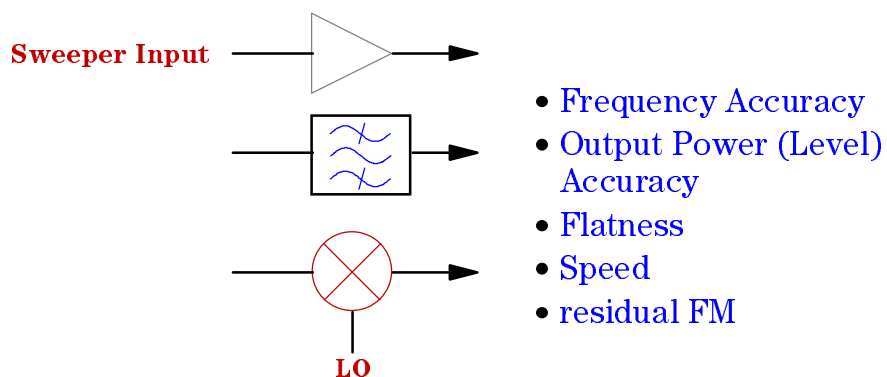 Sweeper Input
LO
• Frequency Accuracy
• Output Power (Level)
Accuracy
• Flatness
• Speed
• residual FM